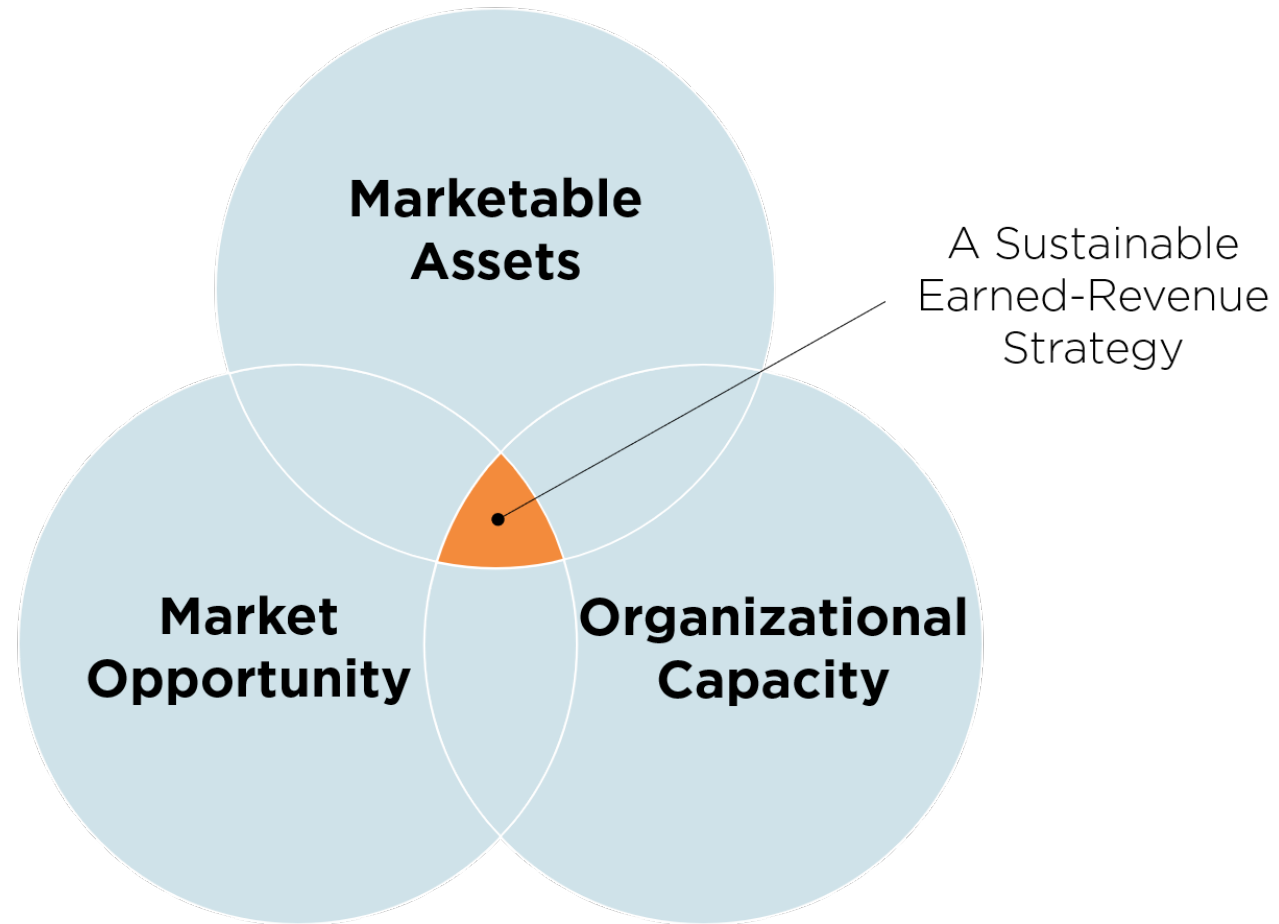 Marketable
Assets
A Sustainable
Earned-Revenue
Strategy
Market
Opportunity
Organizational
Capacity